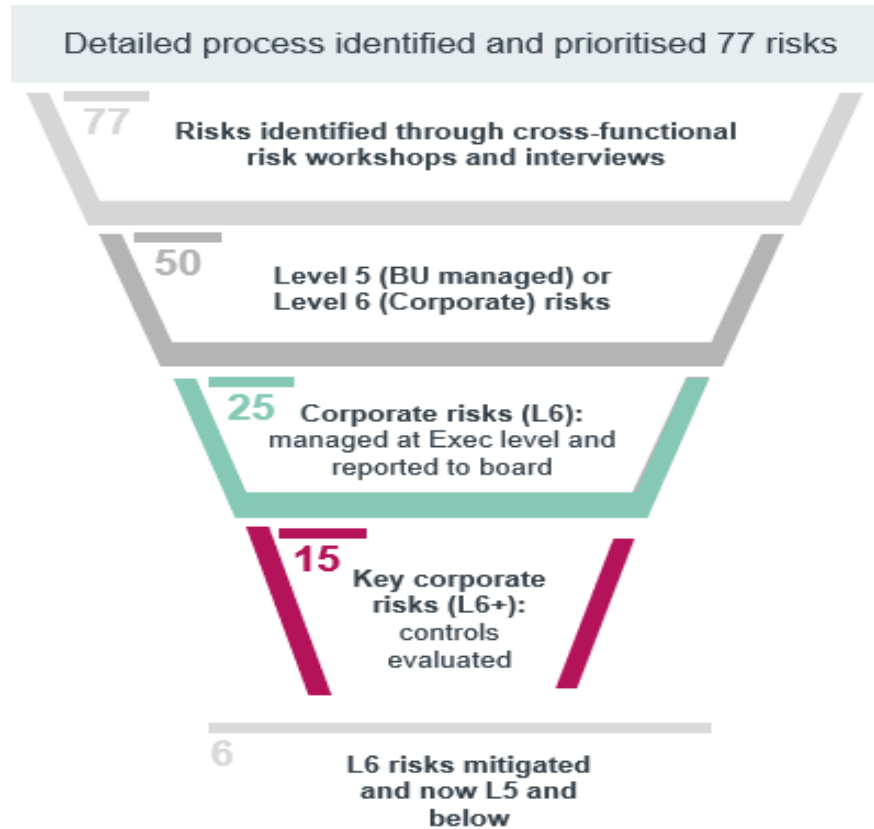 Detailed process identified and prioritised 77 risks
77
Risks identified through cross-functional
risk workshops and interviews
50
Level 5 (BU managed) or
Level 6 (Corporate) risks
25
Corporate risks (L6):
managed at Exec level and
reported to board
15
Key corporate
risks (L6+):
controls
evaluated
6
L6 risks mitigated
and now L5 and
below